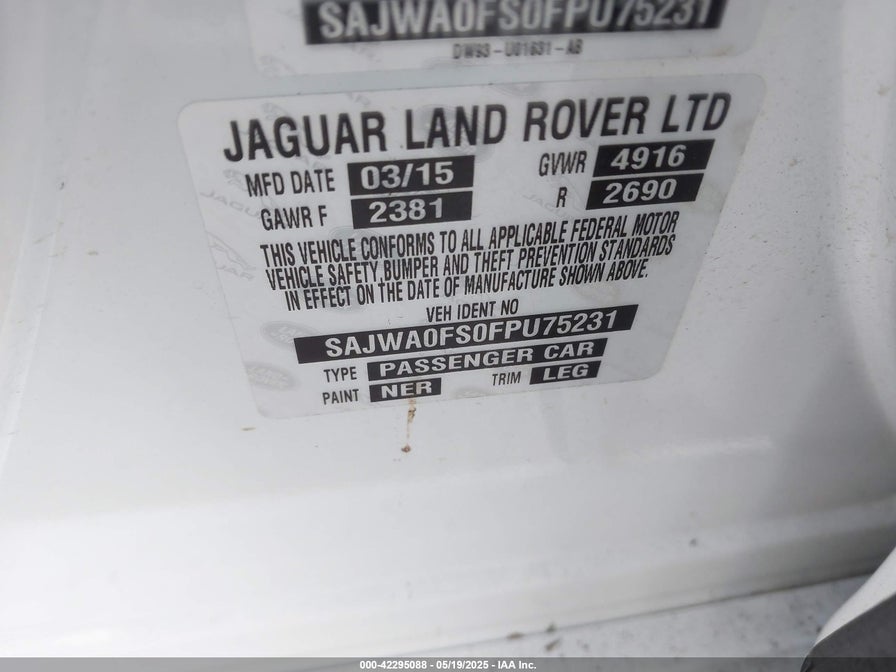 SAJWA0FS0FPU75231
DW93-U01631-AB
JAGUAR LAND ROVER LTD
MFD DATE 03/15 GVWR 4916
GAWR F 2381 R 2690
THIS VEHICLE CONFORMS TO ALL APPLICABLE FEDERAL MOTOR
VEHICLE SAFETY, BUMPER AND THEFT PREVENTION STANDARDS
IN EFFECT ON THE DATE OF MANUFACTURE SHOWN ABOVE.
VEH IDENT NO
SAJWA0FS0FPU75231
TYPE PASSENGER CAR
PAINT NER TRIM LEG
000-42295088 — 05/19/2025 — IAA Inc.